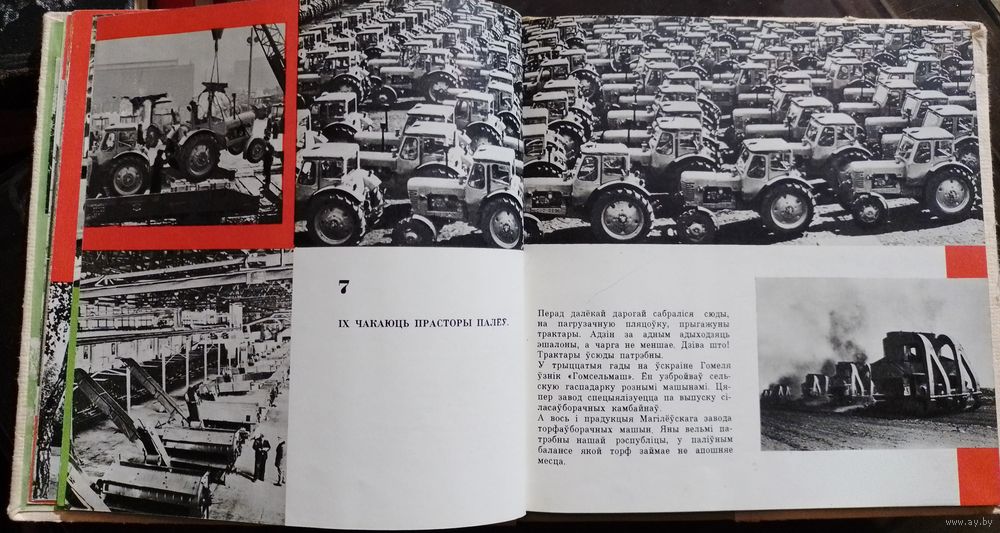 7
ІХ ЧАКАЮЦЬ ПРАСТОРЫ ПАЛЁЎ.
Перад далёкай дарогай сабраліся сюды,
на пагрузачную пляцоўку, прыгажуны
трактары. Адзін за адным адыходзяць
эшалоны, а чарга не меншае. Дзіва што!
Трактары ўсюды патрэбны.
У трыццатыя гады на ўскраіне Гомеля
ўзнік «Гомсельмаш». Ён узбройваў сель-
скую гаспадарку рознымі машынамі. Ця-
пер завод спецыялізуецца па выпуску сі-
ласаўборачных камбайнаў.
А вось і прадукцыя Магілёўскага завода
торфаўборачных машын. Яны вельмі па-
трэбны нашай рэспубліцы, у паліўным
балансе якой торф займае не апошняе
месца.
www.ay.by